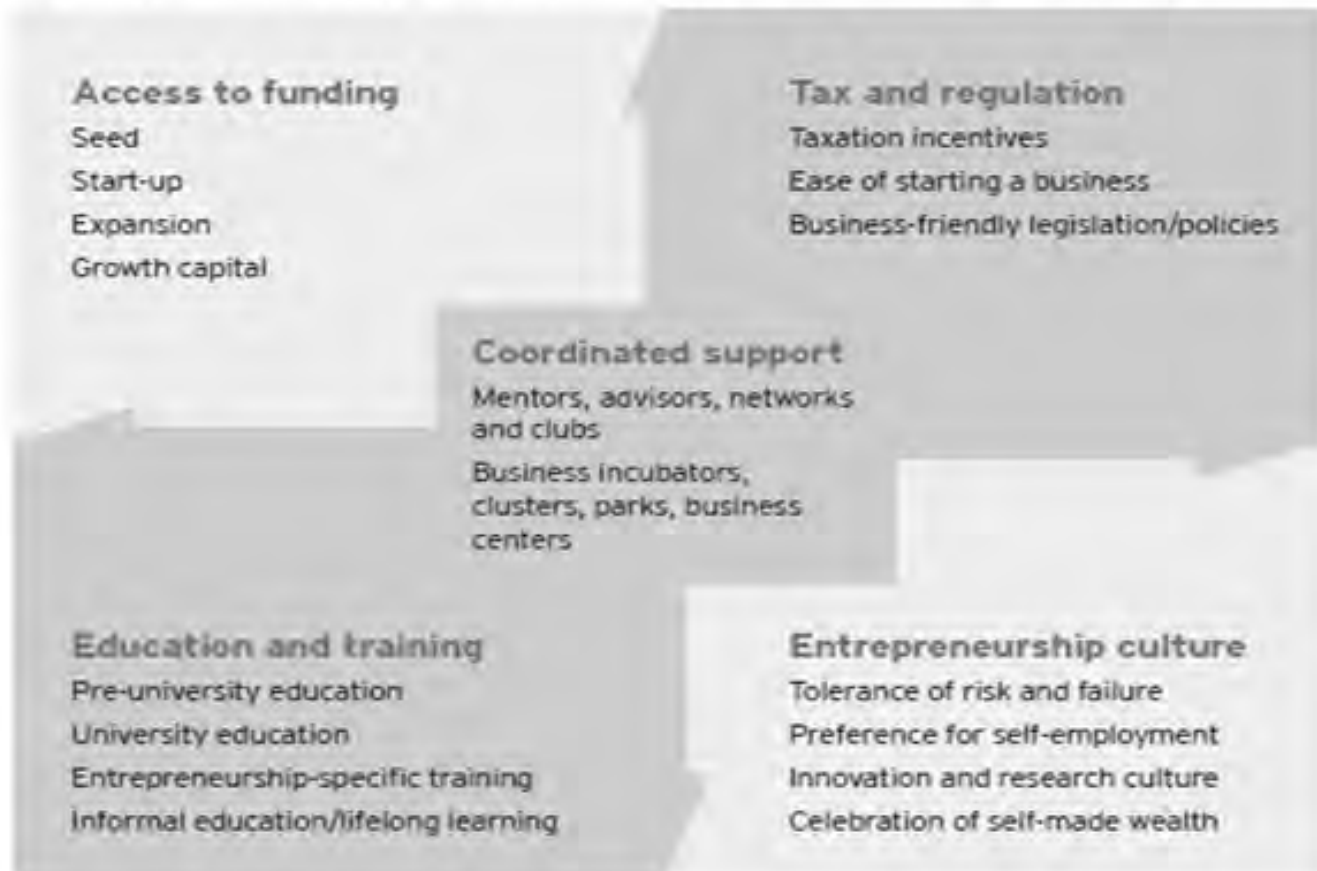 Access to funding
Seed
Start-up
Expansion
Growth capital
Tax and regulation
Taxation incentives
Ease of starting a business
Business-friendly legislation/policies
Coordinated support
Mentors, advisors, networks
and clubs
Business incubators,
clusters, parks, business
centers
Education and training
Pre-university education
University education
Entrepreneurship-specific training
Informal education/lifelong learning
Entrepreneurship culture
Tolerance of risk and failure
Preference for self-employment
Innovation and research culture
Celebration of self-made wealth